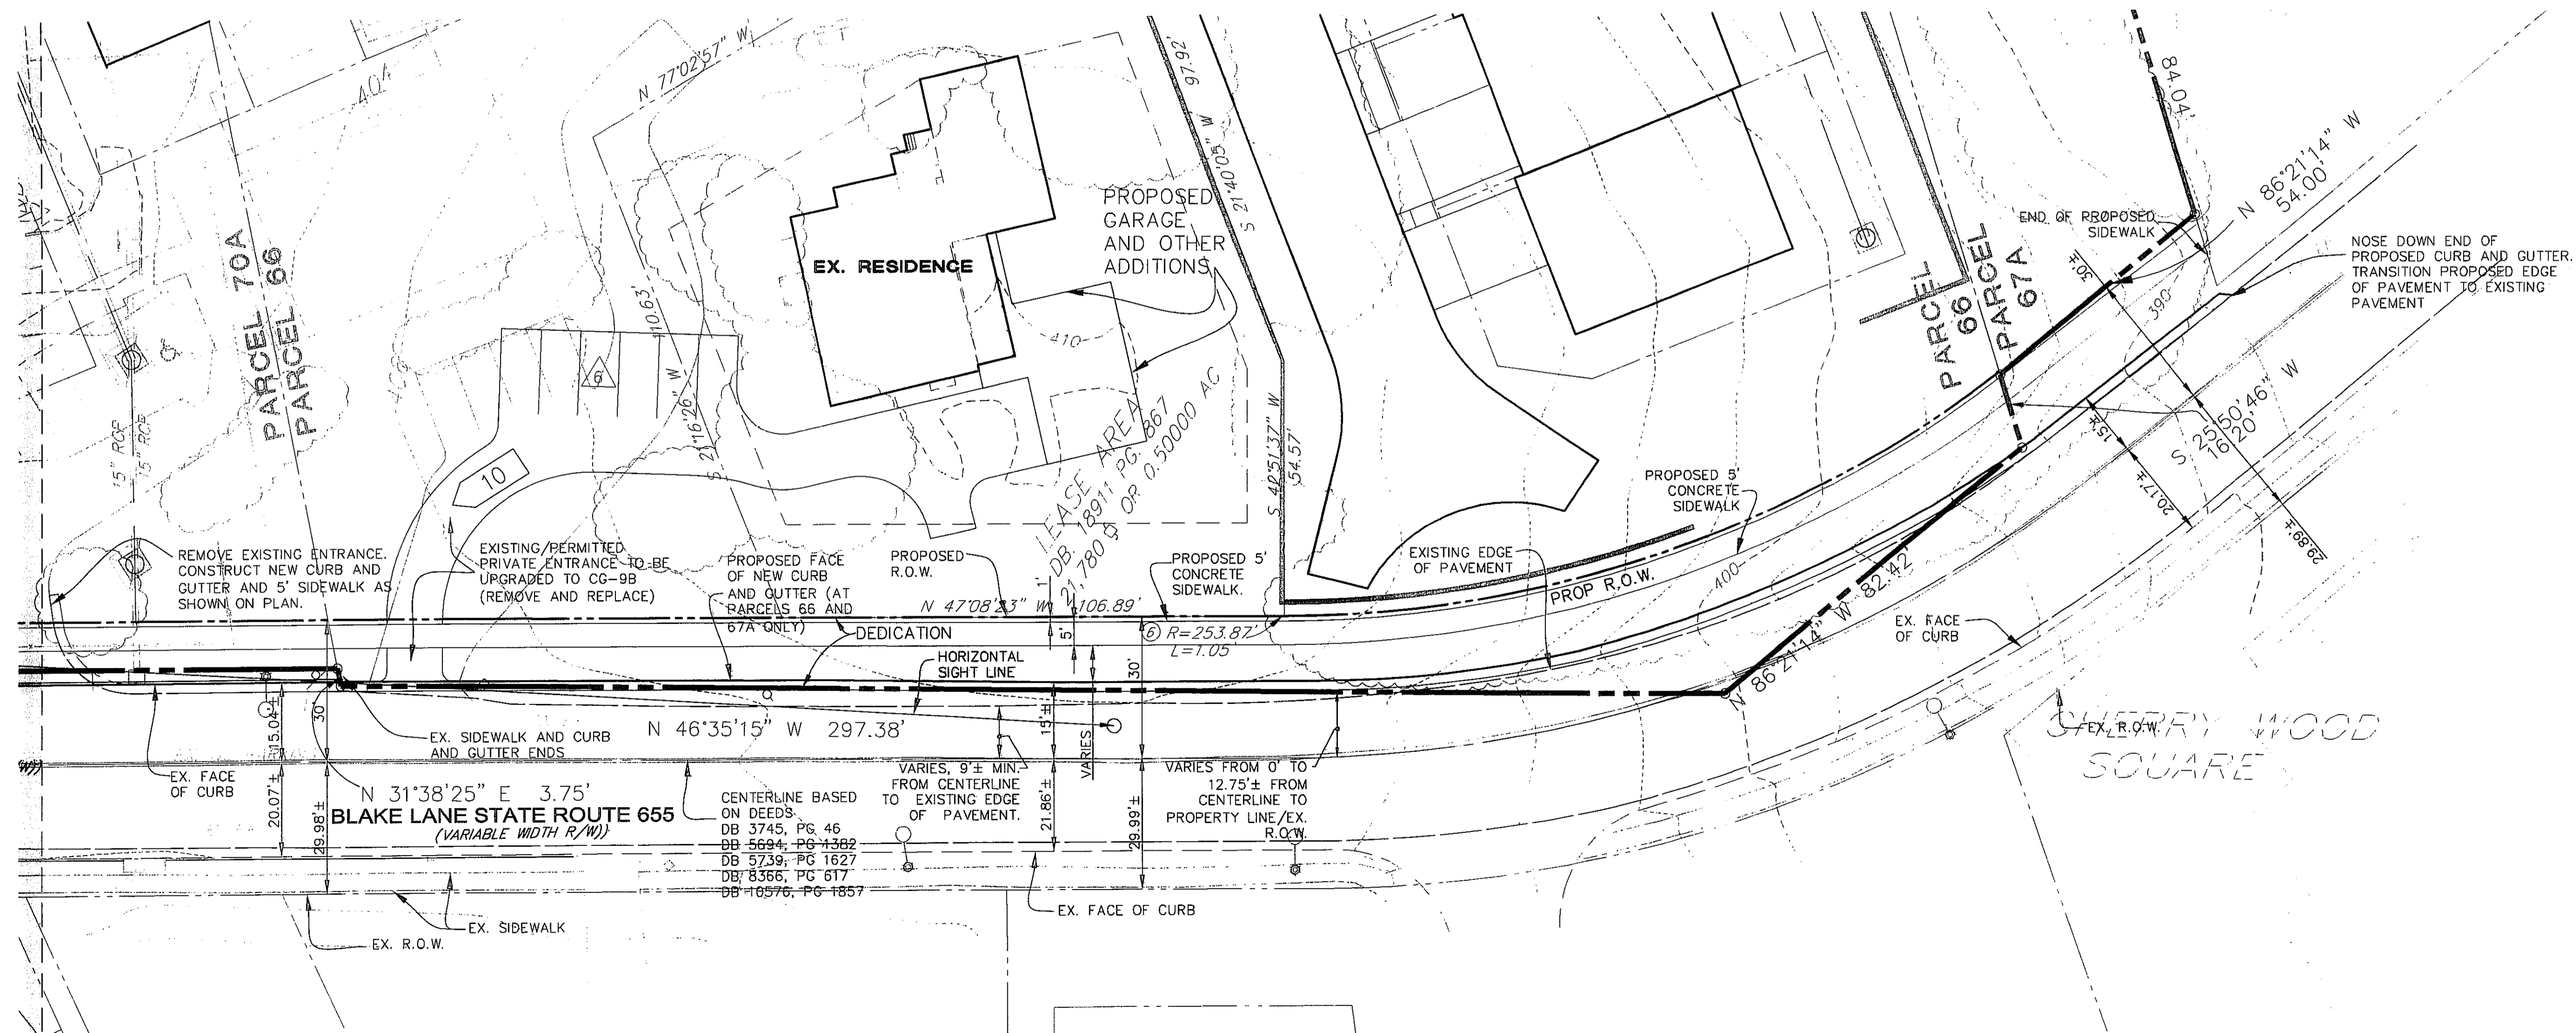 404
N 77°02'57" W
97.92'
S 21°40'05" W
84.04'
N 86°21'14" W
54.00'
PARCEL 70A
PARCEL 66
15" RCP
15" RCP
110.63'
S 21°16'26" W
6
10
EX. RESIDENCE
PROPOSED
GARAGE
AND OTHER
ADDITIONS
410
LEASE AREA
DB. 18911 PG. 867
OR 0.50000 AC
S 42°51'37" W
54.57'
PARCEL
66
PARCEL
67A
END OF PROPOSED
SIDEWALK
30'±
390
NOSE DOWN END OF
PROPOSED CURB AND GUTTER.
TRANSITION PROPOSED EDGE
OF PAVEMENT TO EXISTING
PAVEMENT
S 25°50'46" W
16.20'
15'±
20.17'±
29.89'±
REMOVE EXISTING ENTRANCE.
CONSTRUCT NEW CURB AND
GUTTER AND 5' SIDEWALK AS
SHOWN ON PLAN.
EXISTING/PERMITTED
PRIVATE ENTRANCE TO BE
UPGRADED TO CG-9B
(REMOVE AND REPLACE)
PROPOSED FACE
OF NEW CURB
AND GUTTER (AT
PARCELS 66 AND
67A ONLY)
PROPOSED
R.O.W.
PROPOSED 5'
CONCRETE
SIDEWALK.
EXISTING EDGE
OF PAVEMENT
PROPOSED 5'
CONCRETE
SIDEWALK
N 47°08'23" W
106.89'
1'
5'
6 R=253.87'
L=1.05'
PROP R.O.W.
400
N 86°21'14" W 82.42'
EX. FACE
OF CURB
DEDICATION
HORIZONTAL
SIGHT LINE
30'
15.04'±
30'
15'±
VARIES
EX. SIDEWALK AND CURB
AND GUTTER ENDS
N 46°35'15" W 297.38'
EX. FACE
OF CURB
N 31°38'25" E 3.75'
BLAKE LANE STATE ROUTE 655
(VARIABLE WIDTH R/W))
20.07'±
29.98'±
CENTERLINE BASED
ON DEEDS
DB 3745, PG 46
DB 5694, PG 1382
DB 5739, PG 1627
DB 8366, PG 617
DB 10576, PG 1857
VARIES, 9'± MIN.
FROM CENTERLINE
TO EXISTING EDGE
OF PAVEMENT.
21.86'±
29.99'±
VARIES FROM 0' TO
12.75'± FROM
CENTERLINE TO
PROPERTY LINE/EX.
R.O.W.
EX. R.O.W.
SHERRY WOOD
SQUARE
EX. FACE OF CURB
EX. SIDEWALK
EX. R.O.W.